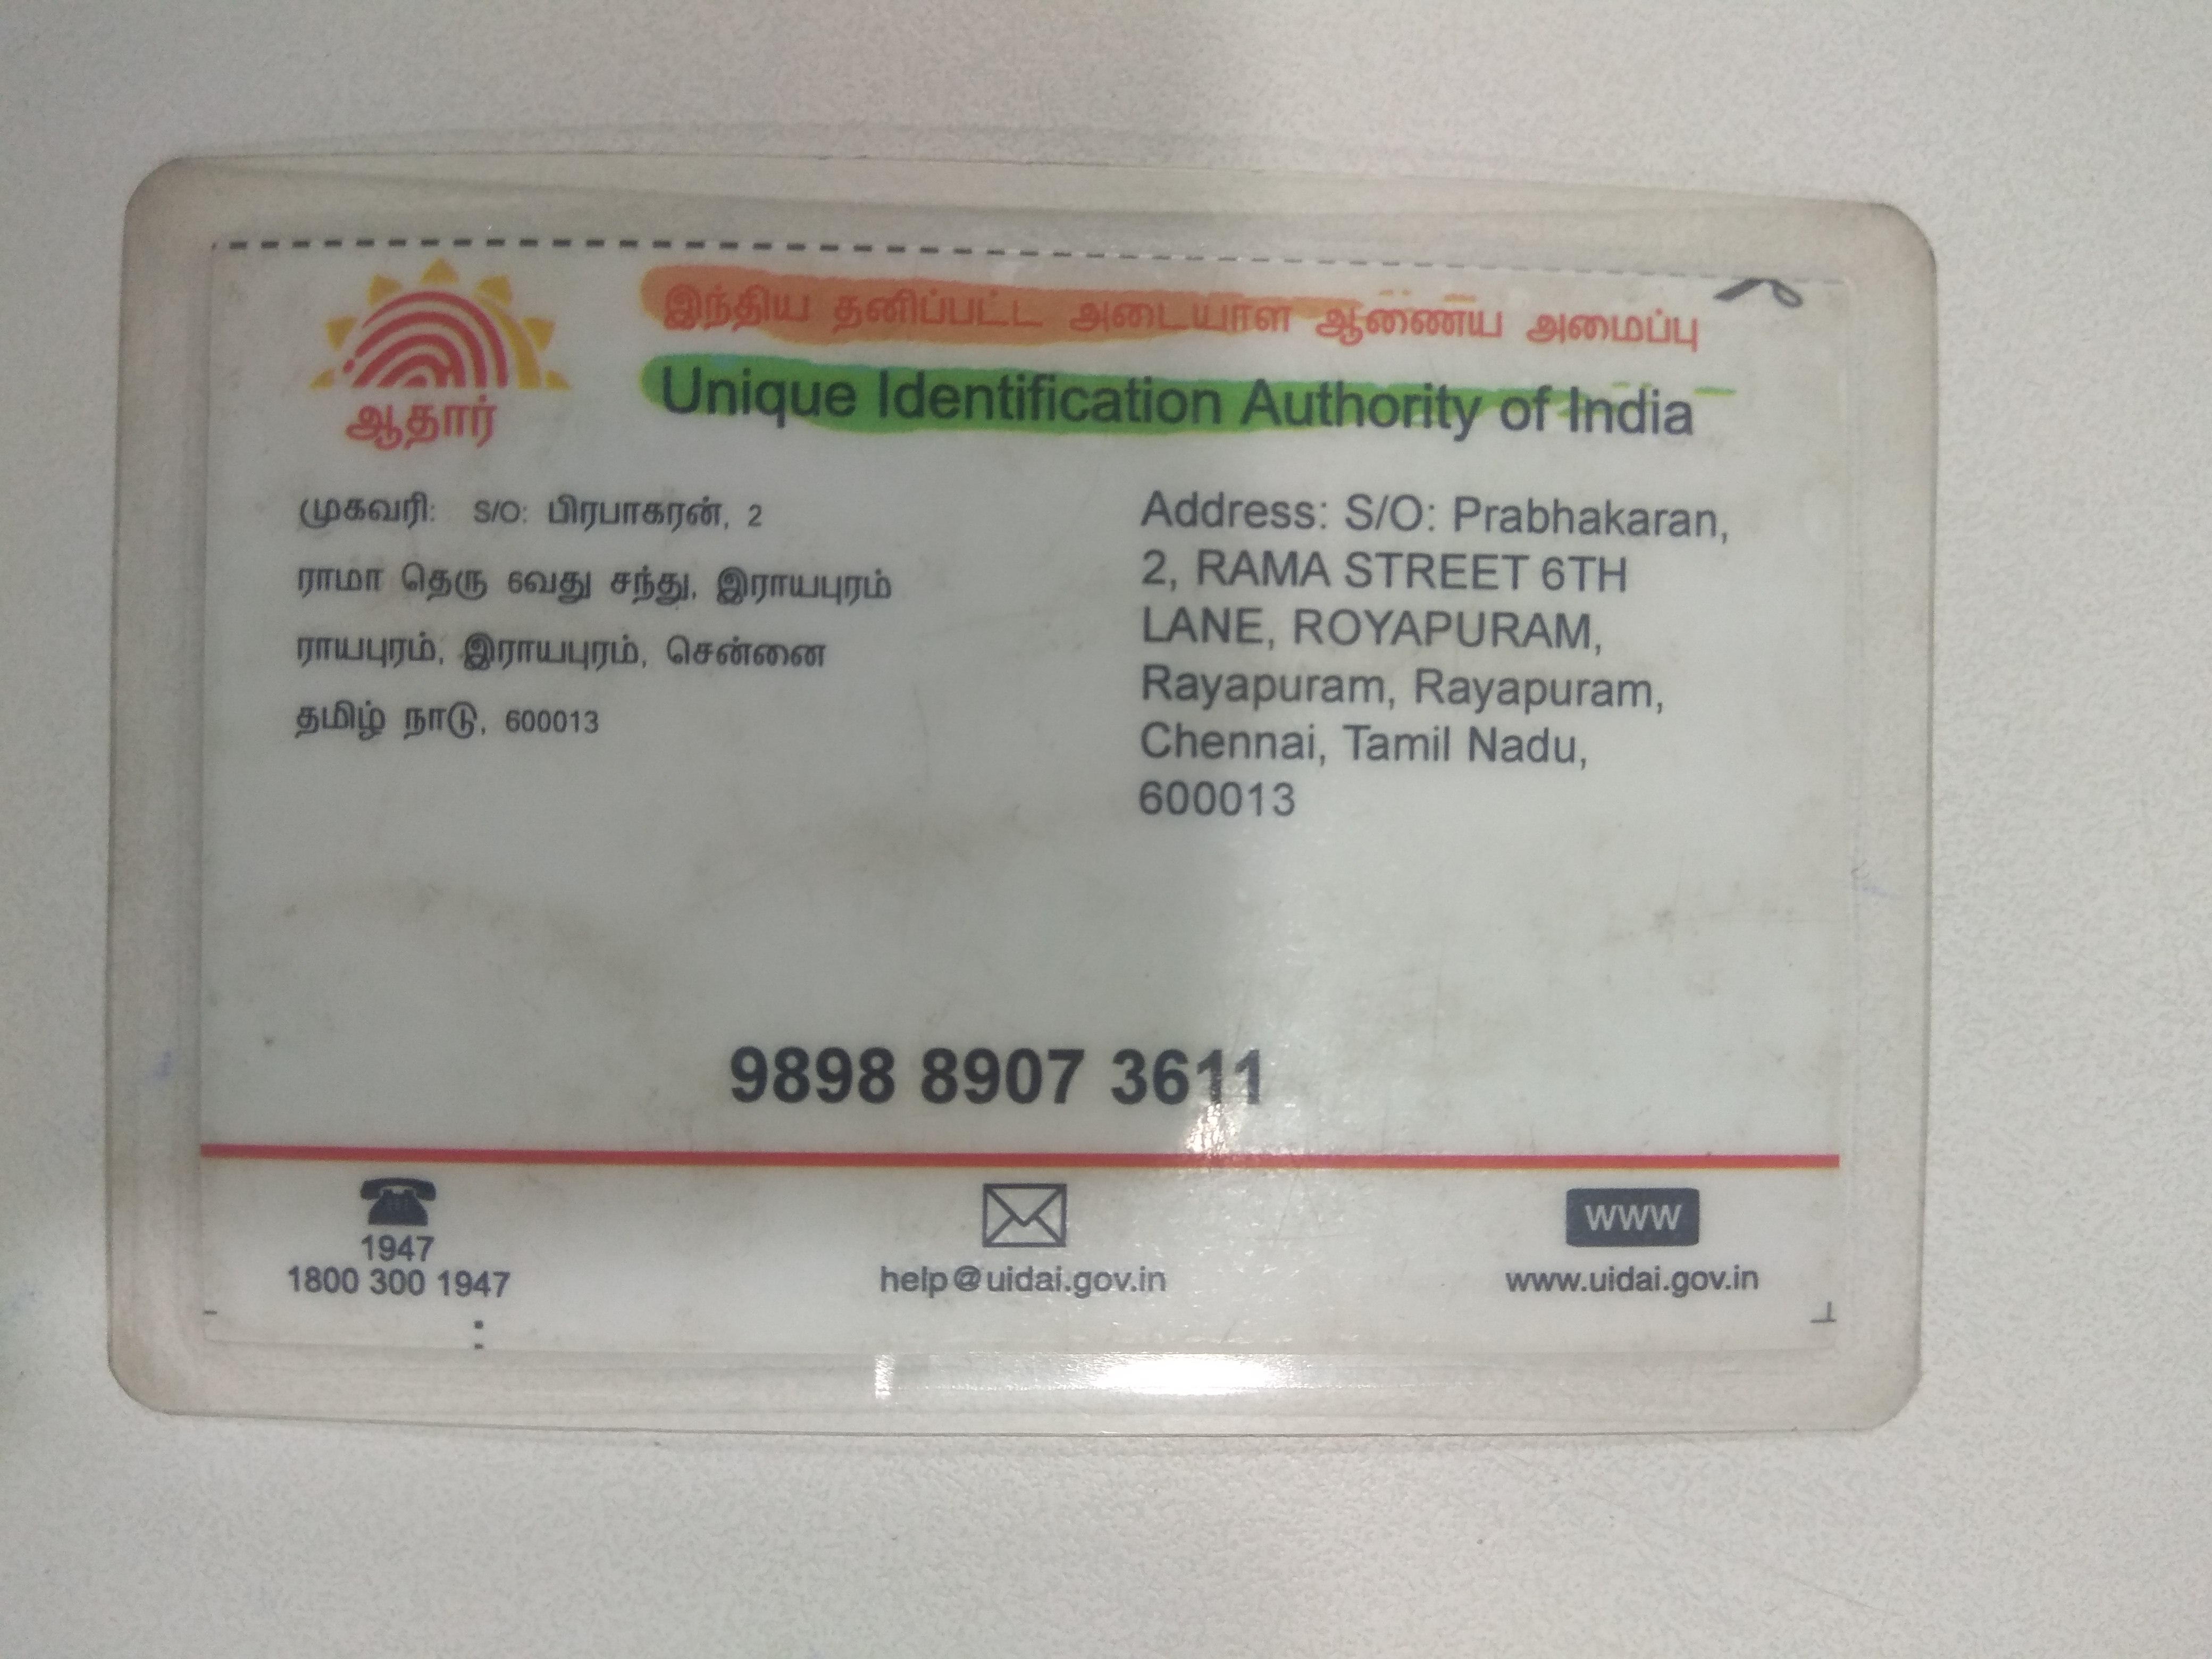 இந்திய தனிப்பட்ட அடையாள ஆணைய அமைப்பு
Unique Identification Authority of India
ஆதார்
முகவரி: S/O: பிரபாகரன், 2
ராமா தெரு 6வது சந்து, இராயபுரம்
ராயபுரம், இராயபுரம், சென்னை
தமிழ் நாடு, 600013
Address: S/O: Prabhakaran,
2, RAMA STREET 6TH
LANE, ROYAPURAM,
Rayapuram, Rayapuram,
Chennai, Tamil Nadu,
600013
9898 8907 3611
1947
1800 300 1947
help@uidai.gov.in
WWW
www.uidai.gov.in